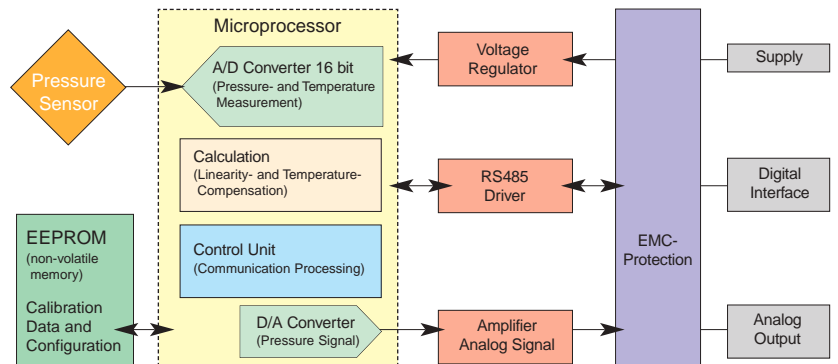 Microprocessor
Pressure
Sensor
A/D Converter 16 bit
(Pressure- and Temperature
Measurement)
Calculation
(Linearity- and Temperature-
Compensation)
Control Unit
(Communication Processing)
D/A Converter
(Pressure Signal)
EEPROM
(non-volatile
memory)
Calibration
Data and
Configuration
Voltage
Regulator
RS485
Driver
Amplifier
Analog Signal
EMC-
Protection
Supply
Digital
Interface
Analog
Output